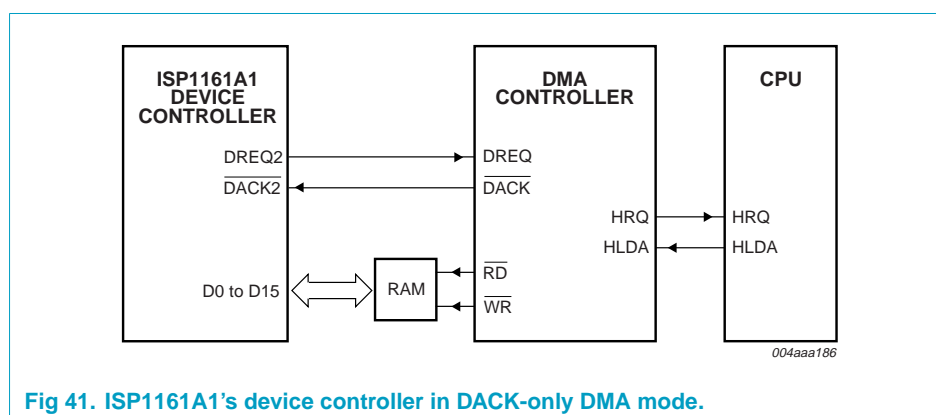 ISP1161A1
DEVICE
CONTROLLER
DMA
CONTROLLER
CPU
DREQ2
DREQ
DACK2
DACK
HRQ
HRQ
HLDA
HLDA
D0 to D15
RAM
RD
WR
004aaa186
Fig 41. ISP1161A1's device controller in DACK-only DMA mode.